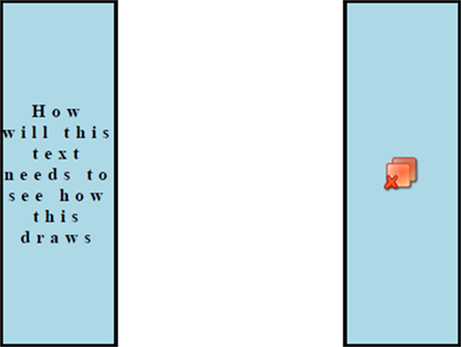 How
will this
text
needs to
see how
this
draws